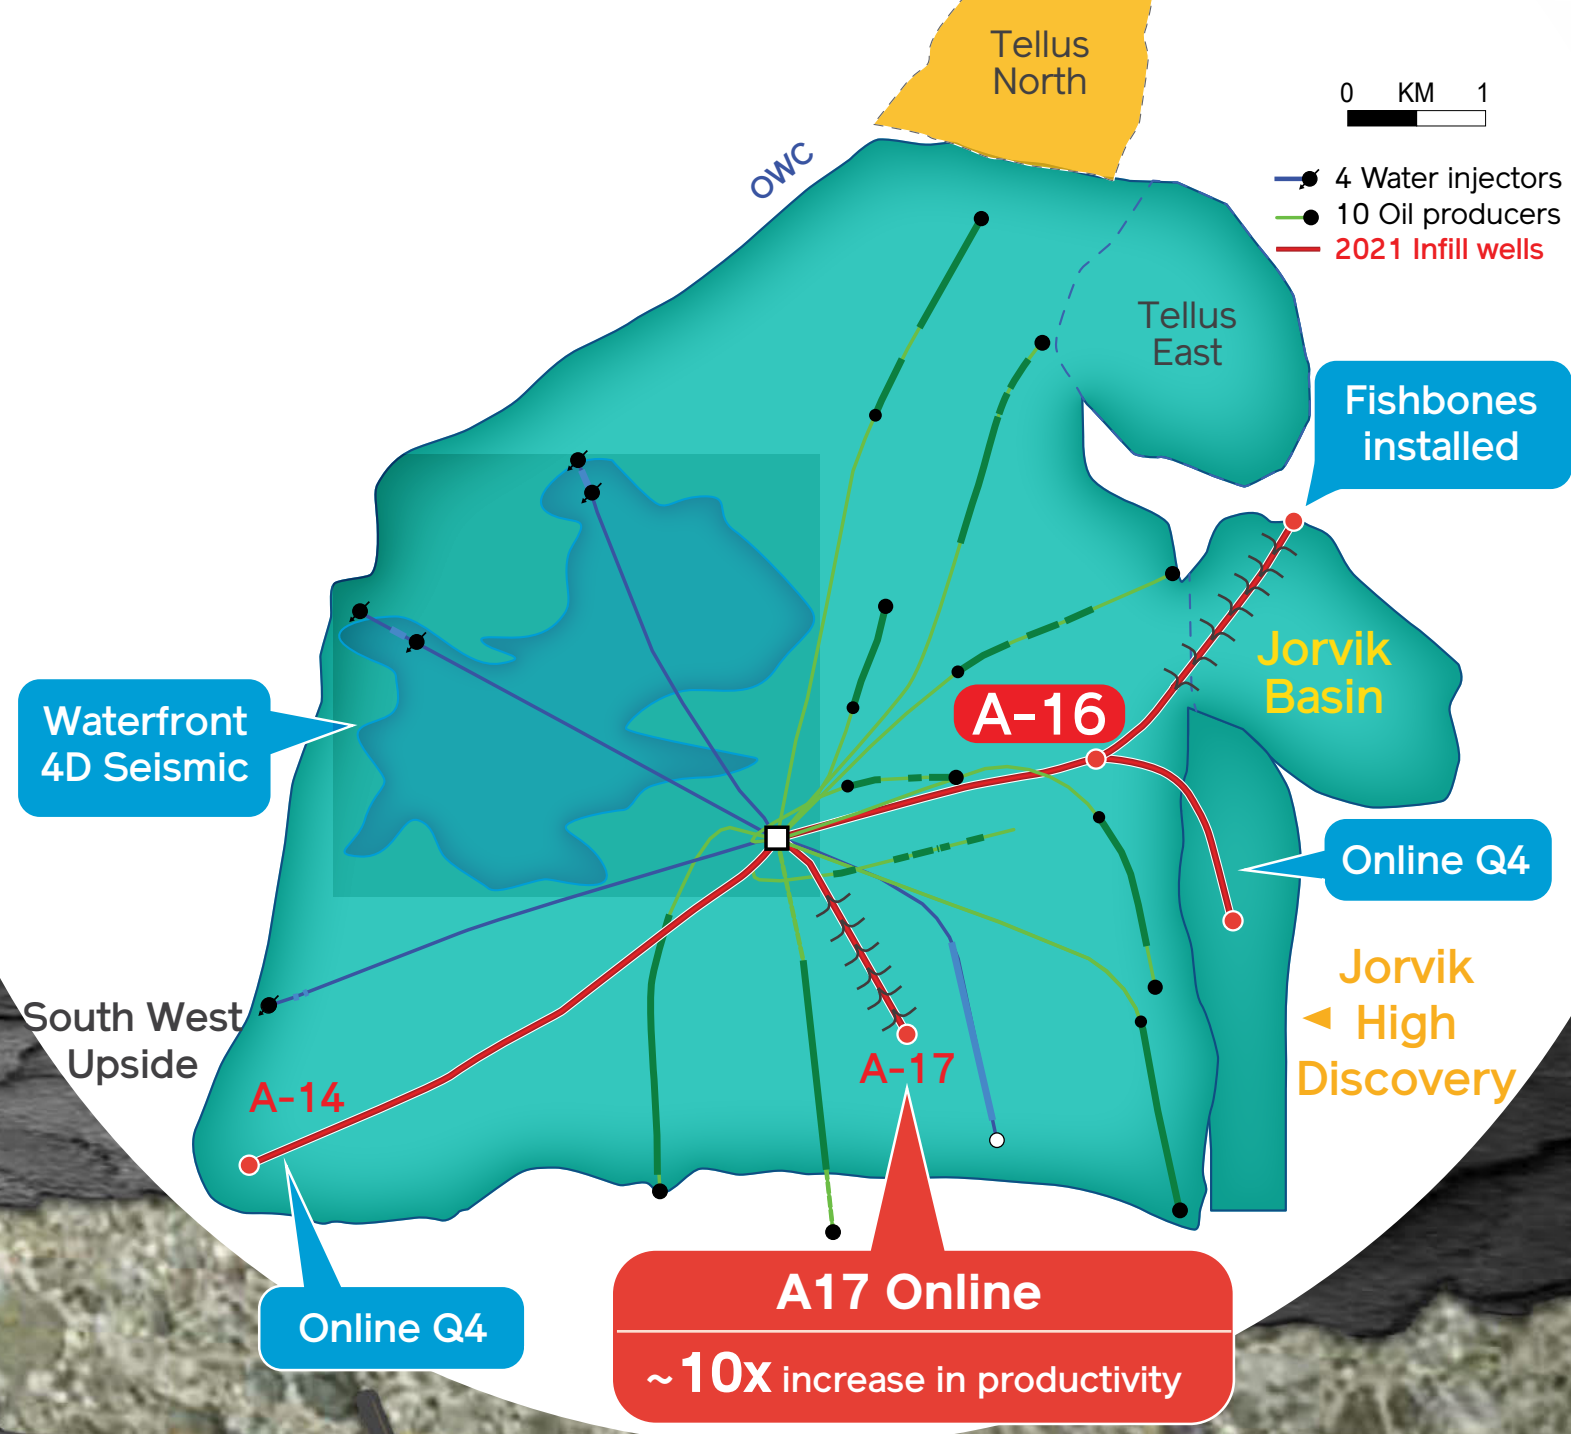 Tellus
North
0 KM 1
OWC
4 Water injectors
10 Oil producers
2021 Infill wells
Tellus
East
Fishbones
installed
Jorvik
Basin
A-16
Waterfront
4D Seismic
Online Q4
Jorvik
High
Discovery
South West
Upside
A-14
A-17
Online Q4
A17 Online
~10x increase in productivity